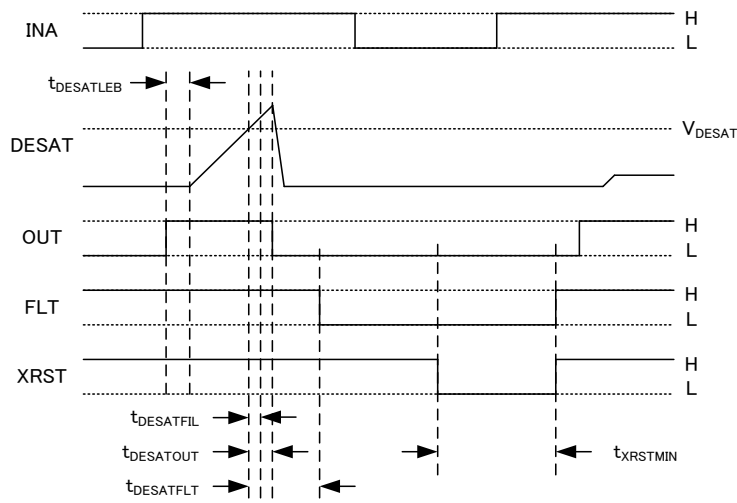 INA
H
L
tDESATLEB
DESAT
VDESAT
OUT
H
L
FLT
H
L
XRST
H
L
tDESATFIL
tDESATOUT
tXRSTMIN
tDESATFLT